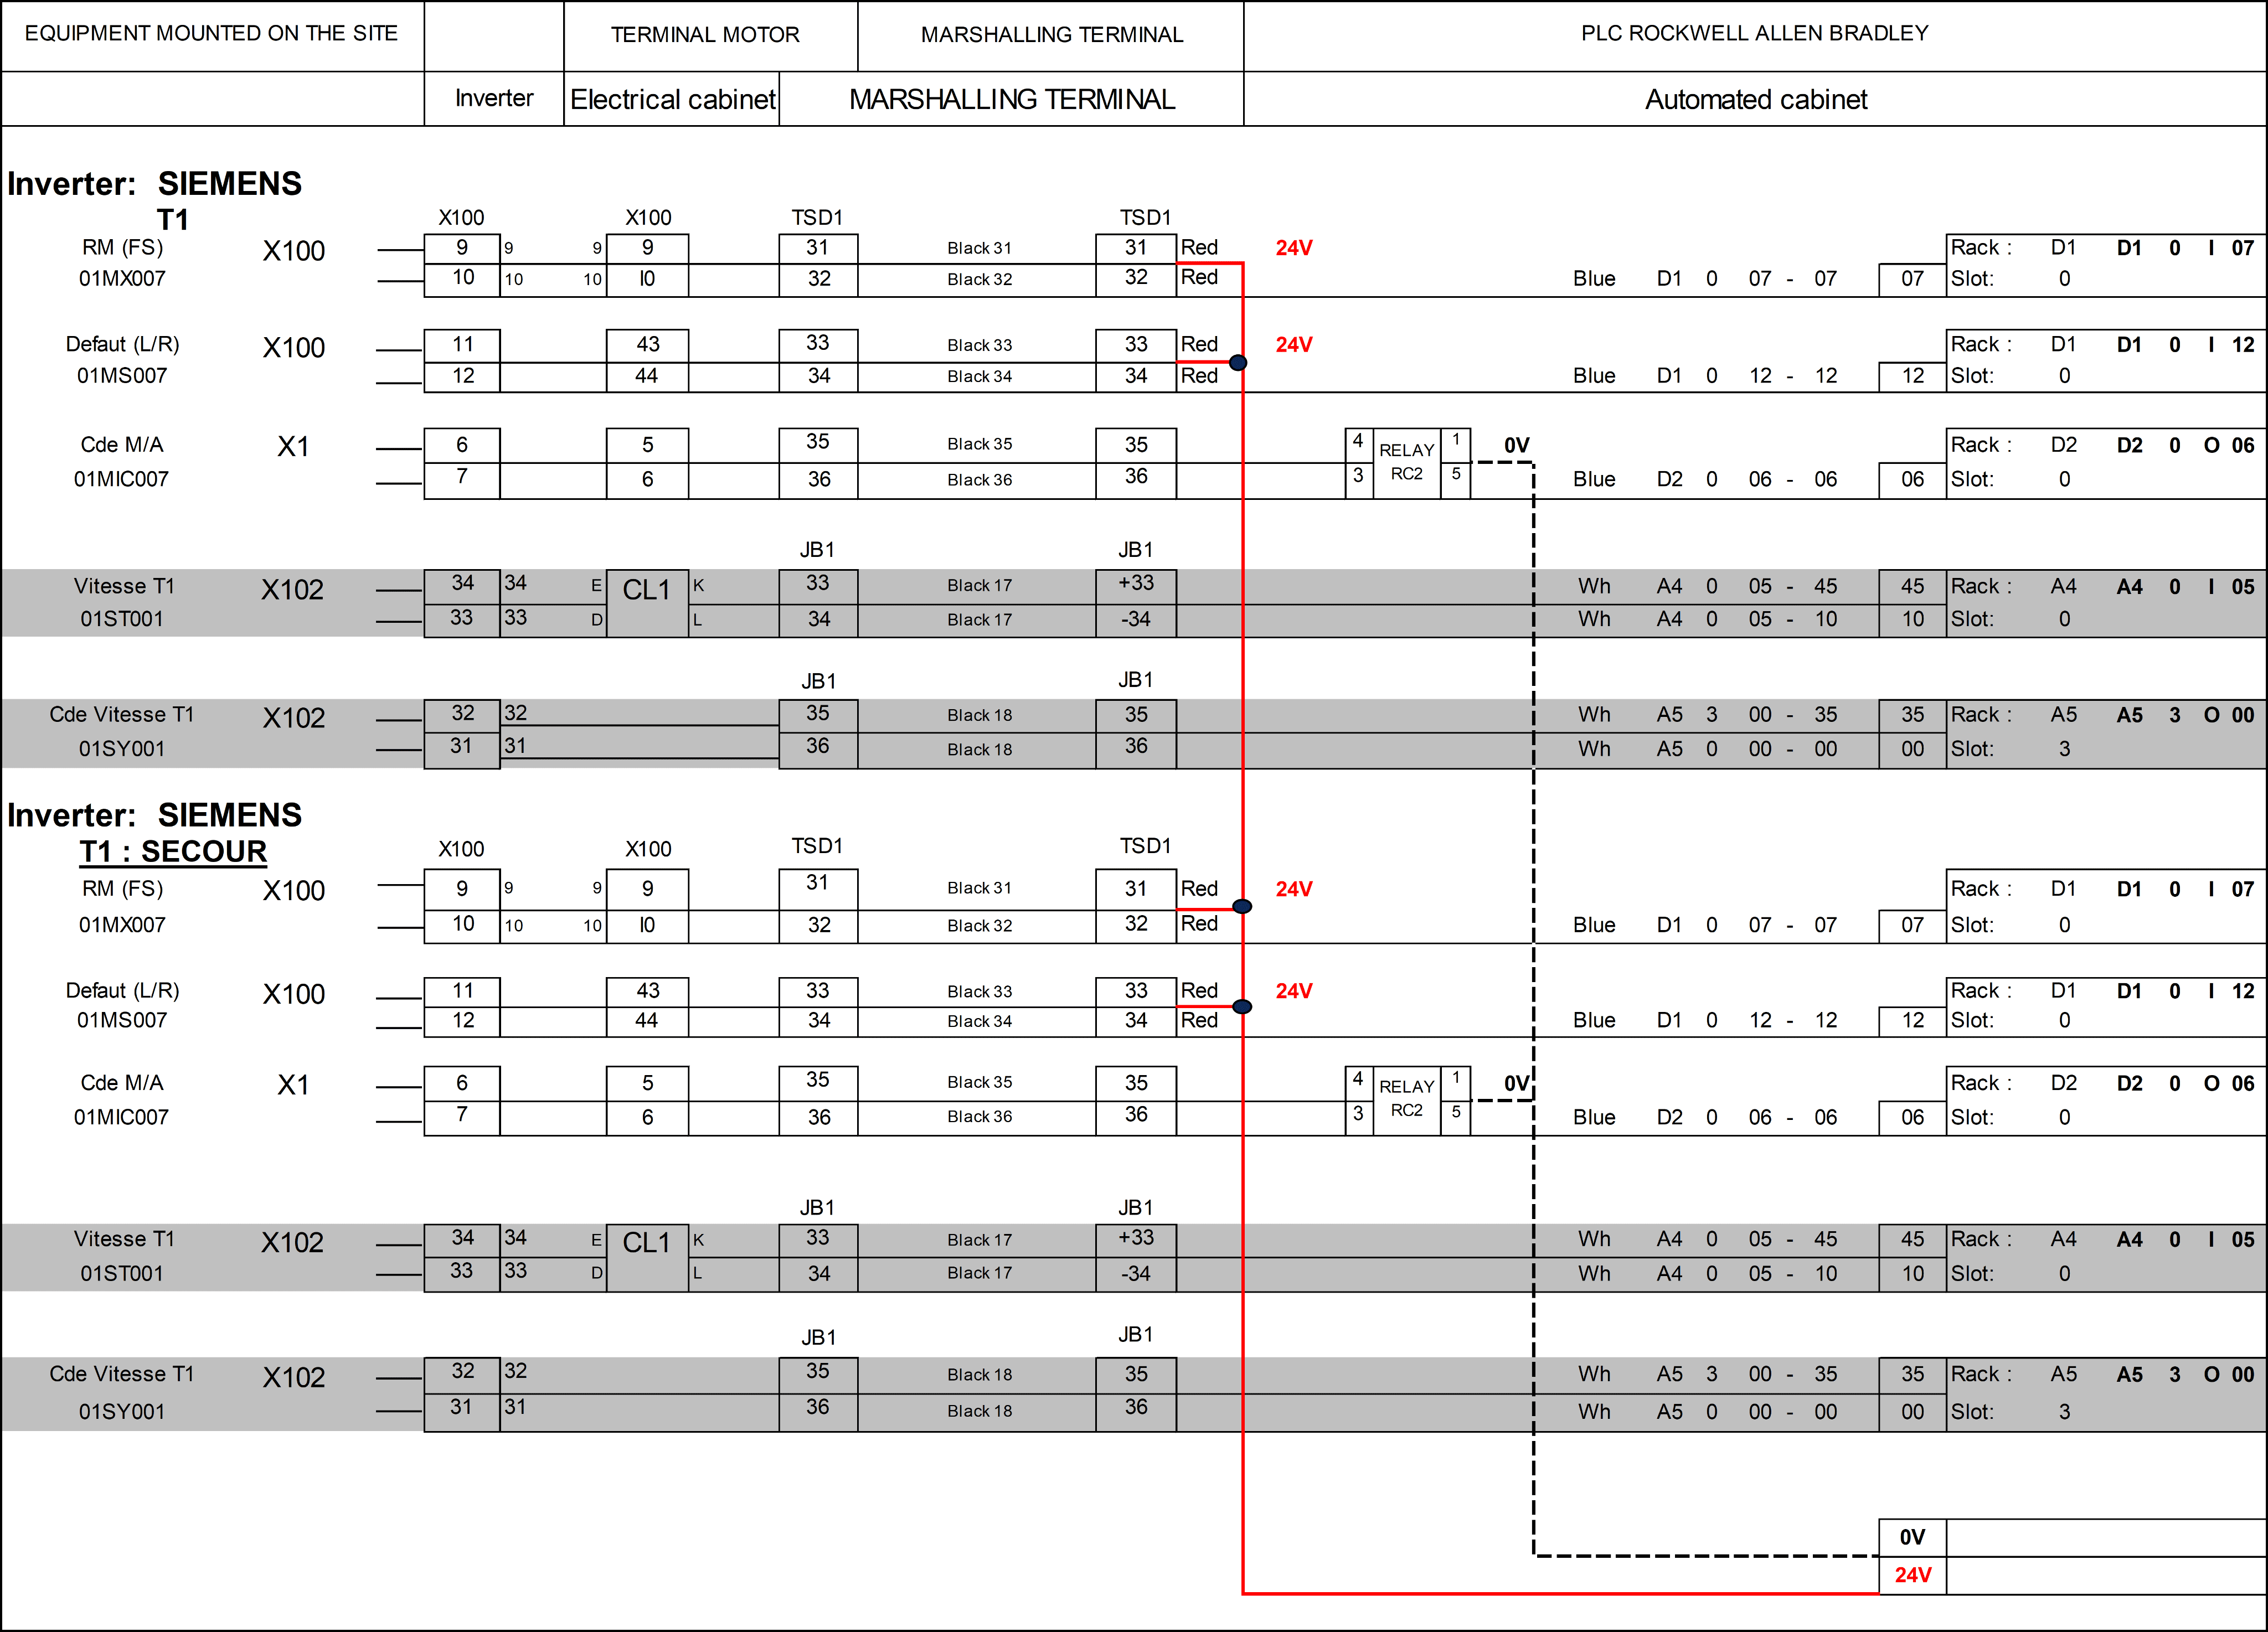 EQUIPMENT MOUNTED ON THE SITE TERMINAL MOTOR MARSHALLING TERMINAL PLC ROCKWELL ALLEN BRADLEY
Inverter Electrical cabinet MARSHALLING TERMINAL Automated cabinet
Inverter: SIEMENS
T1
X100 X100 TSD1 TSD1
RM (FS) X100 9 9 9 9 31 Black 31 31 Red 24V Rack : D1 D1 0 I 07
01MX007 10 10 10 I0 32 Black 32 32 Red Blue D1 0 07 - 07 07 Slot: 0
Defaut (L/R) X100 11 43 33 Black 33 33 Red 24V Rack : D1 D1 0 I 12
01MS007 12 44 34 Black 34 34 Red Blue D1 0 12 - 12 12 Slot: 0
Cde M/A X1 6 5 35 Black 35 35 4 RELAY 1 0V Rack : D2 D2 0 O 06
01MIC007 7 6 36 Black 36 36 3 RC2 5 Blue D2 0 06 - 06 06 Slot: 0
JB1 JB1
Vitesse T1 X102 34 34 E CL1 K 33 Black 17 +33 Wh A4 0 05 - 45 45 Rack : A4 A4 0 I 05
01ST001 33 33 D L 34 Black 17 -34 Wh A4 0 05 - 10 10 Slot: 0
JB1 JB1
Cde Vitesse T1 X102 32 32 35 Black 18 35 Wh A5 3 00 - 35 35 Rack : A5 A5 3 O 00
01SY001 31 31 36 Black 18 36 Wh A5 0 00 - 00 00 Slot: 3
Inverter: SIEMENS
T1 : SECOUR
X100 X100 TSD1 TSD1
RM (FS) X100 9 9 9 9 31 Black 31 31 Red 24V Rack : D1 D1 0 I 07
01MX007 10 10 10 I0 32 Black 32 32 Red Blue D1 0 07 - 07 07 Slot: 0
Defaut (L/R) X100 11 43 33 Black 33 33 Red 24V Rack : D1 D1 0 I 12
01MS007 12 44 34 Black 34 34 Red Blue D1 0 12 - 12 12 Slot: 0
Cde M/A X1 6 5 35 Black 35 35 4 RELAY 1 0V Rack : D2 D2 0 O 06
01MIC007 7 6 36 Black 36 36 3 RC2 5 Blue D2 0 06 - 06 06 Slot: 0
JB1 JB1
Vitesse T1 X102 34 34 E CL1 K 33 Black 17 +33 Wh A4 0 05 - 45 45 Rack : A4 A4 0 I 05
01ST001 33 33 D L 34 Black 17 -34 Wh A4 0 05 - 10 10 Slot: 0
JB1 JB1
Cde Vitesse T1 X102 32 32 35 Black 18 35 Wh A5 3 00 - 35 35 Rack : A5 A5 3 O 00
01SY001 31 31 36 Black 18 36 Wh A5 0 00 - 00 00 Slot: 3
0V
24V